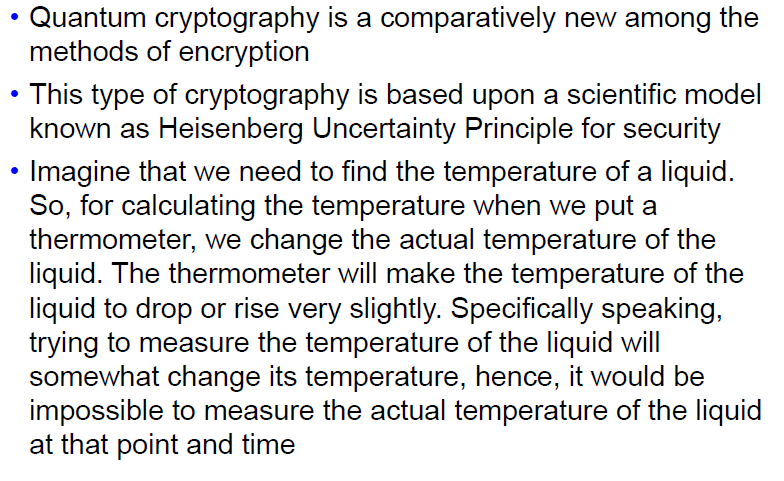 • Quantum cryptography is a comparatively new among the
methods of encryption
• This type of cryptography is based upon a scientific model
known as Heisenberg Uncertainty Principle for security
• Imagine that we need to find the temperature of a liquid.
So, for calculating the temperature when we put a
thermometer, we change the actual temperature of the
liquid. The thermometer will make the temperature of the
liquid to drop or rise very slightly. Specifically speaking,
trying to measure the temperature of the liquid will
somewhat change its temperature, hence, it would be
impossible to measure the actual temperature of the liquid
at that point and time